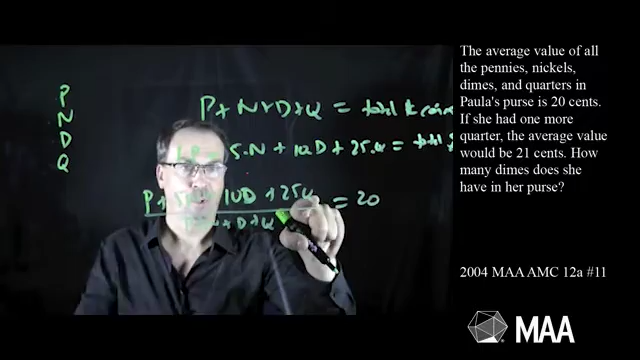 The average value of all
the pennies, nickels,
dimes, and quarters in
Paula's purse is 20 cents.
If she had one more
quarter, the average value
would be 21 cents. How
many dimes does she
have in her purse?
2004 MAA AMC 12a #11
MAA
P
N
D
Q
P + N + D + Q = total #
5.N + 10D + 25.Q = total
P + 10D + 25Q = 20
+ D + Q